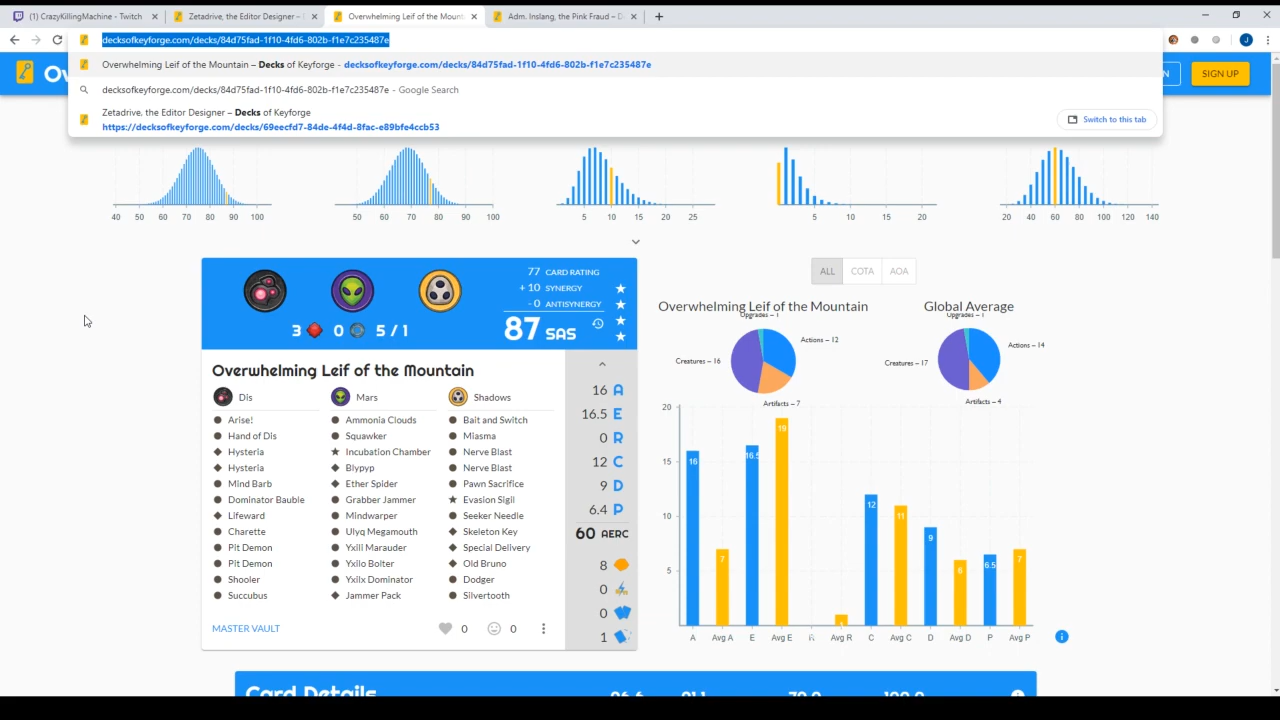 (1) CrazyKillingMachine - Twitch
Zetadrive, the Editor Designer –
Overwhelming Leif of the Mount
Adm. Inslang, the Pink Fraud – D
decksofkeyforge.com/decks/84d75fad-1f10-4fd6-802b-f1e7c235487e
J
Overwhelming Leif of the Mountain – Decks of Keyforge - decksofkeyforge.com/decks/84d75fad-1f10-4fd6-802b-f1e7c235487e
decksofkeyforge.com/decks/84d75fad-1f10-4fd6-802b-f1e7c235487e - Google Search
Zetadrive, the Editor Designer – Decks of Keyforge
https://decksofkeyforge.com/decks/69eecfd7-84de-4f4d-8fac-e89bfe4ccb53
Switch to this tab
Ov
N
SIGN UP
40 50 60 70 80 90 100
50 60 70 80 90 100
5 10 15 20 25
5 10 15 20
20 40 60 80 100 120 140
77 CARD RATING
+ 10 SYNERGY
- 0 ANTISYNERGY
87 SAS
3 0 5 / 1
Overwhelming Leif of the Mountain
Dis
Arise!
Hand of Dis
Hysteria
Hysteria
Mind Barb
Dominator Bauble
Lifeward
Charette
Pit Demon
Pit Demon
Shooler
Succubus
Mars
Ammonia Clouds
Squawker
Incubation Chamber
Blypyp
Ether Spider
Grabber Jammer
Mindwarper
Ulyq Megamouth
Yxili Marauder
Yxilo Bolter
Yxilx Dominator
Jammer Pack
Shadows
Bait and Switch
Miasma
Nerve Blast
Nerve Blast
Pawn Sacrifice
Evasion Sigil
Seeker Needle
Skeleton Key
Special Delivery
Old Bruno
Dodger
Silvertooth
MASTER VAULT
0
0
16 A
16.5 E
0 R
12 C
9 D
6.4 P
60 AERC
8
0
0
1
ALL COTA AOA
Overwhelming Leif of the Mountain
Upgrades – 1
Actions – 12
Creatures – 16
Artifacts – 7
Global Average
Upgrades – 1
Actions – 14
Creatures – 17
Artifacts – 4
20
15
10
5
16 7 16.5 19 1 12 11 9 6 6.5 7
A Avg A E Avg E R Avg R C Avg C D Avg D P Avg P
Card Details